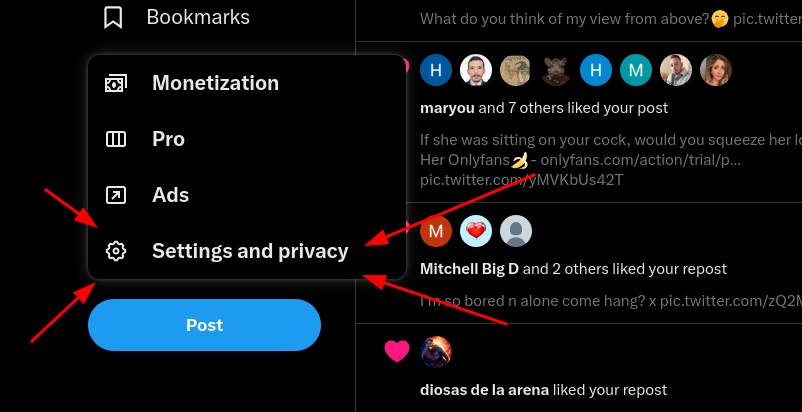 Bookmarks
Monetization
Pro
Ads
Settings and privacy
Post
What do you think of my view from above?🤭 pic.twitter
H
H
M
maryou and 7 others liked your post
If she was sitting on your cock, would you squeeze her lo
Her Onlyfans🍌- onlyfans.com/action/trial/p…
pic.twitter.com/yMVKbUs42T
M
Mitchell Big D and 2 others liked your repost
I'm so bored n alone come hang? x pic.twitter.com/zQ2M
diosas de la arena liked your repost